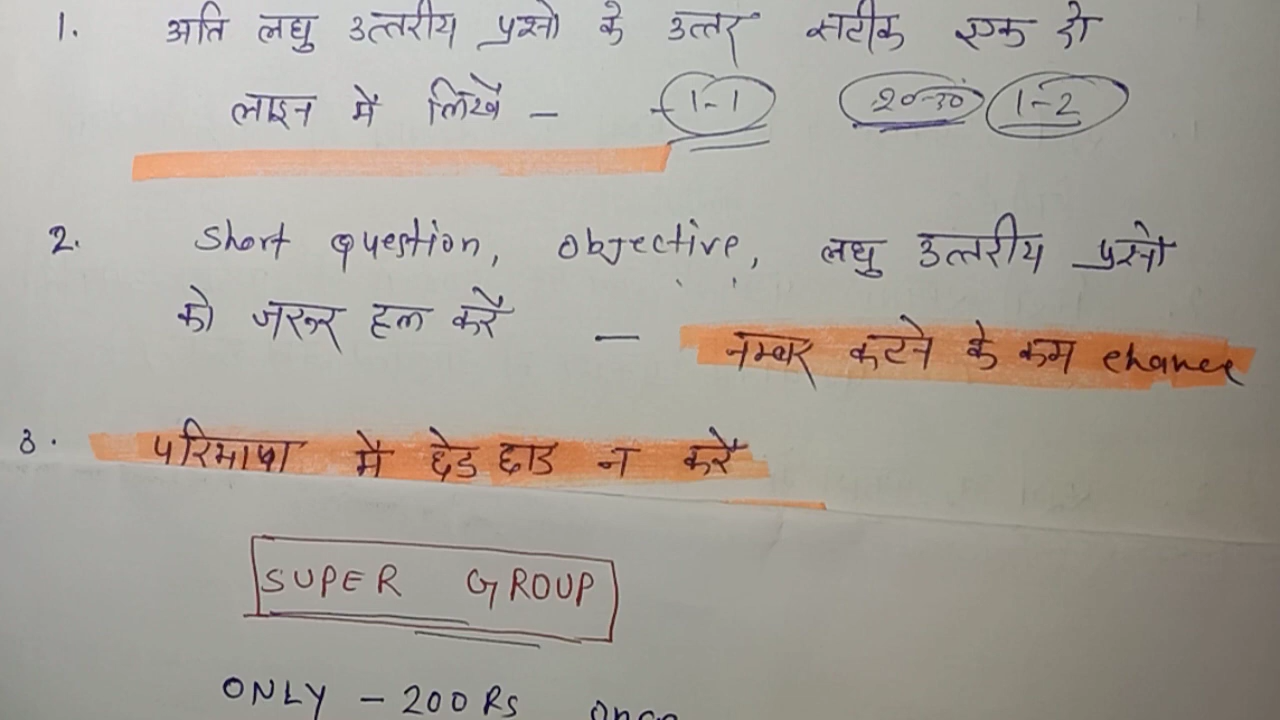 1. अति लघु उत्तरीय प्रश्नो के उत्तर सटीक एक दो
लाइन में लिखें – 1-1 20-30 1-2
2. Short question, objective, लघु उत्तरीय प्रश्नो
को जरूर हल करें – नम्बर कटने के कम chance
3. परिभाषा में छेड छाड न करें
SUPER GROUP
ONLY – 200 Rs